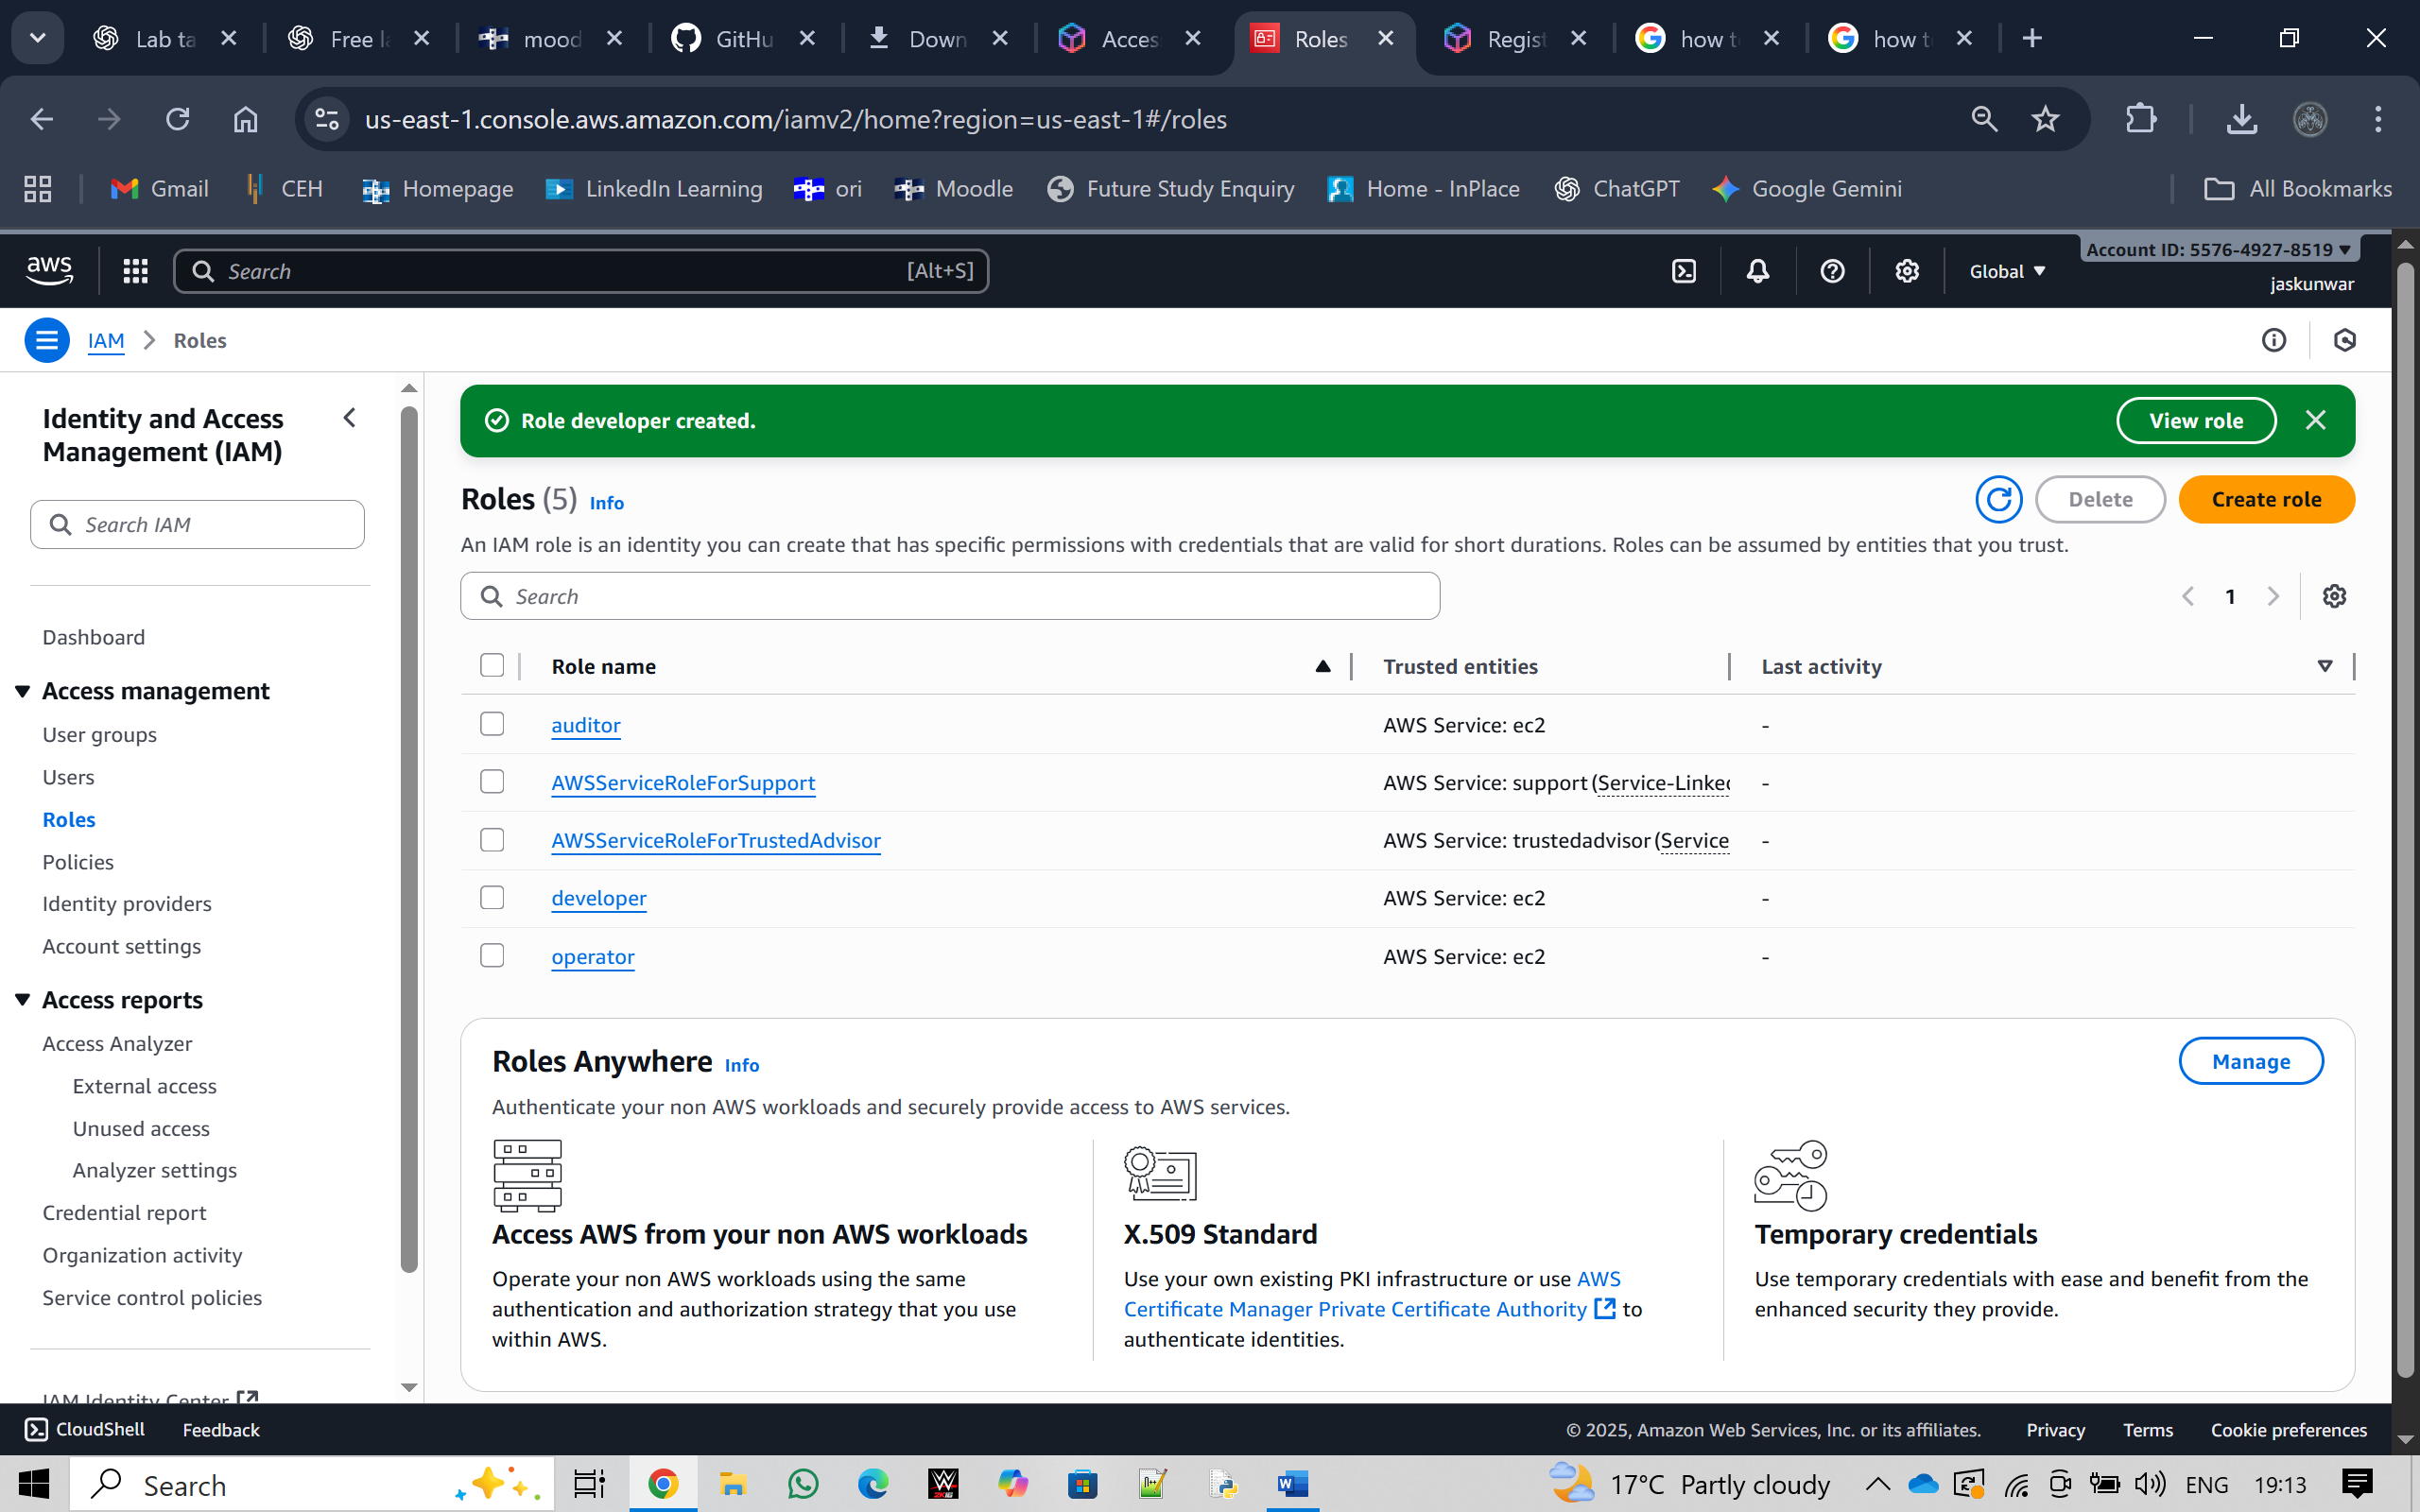 Lab ta
Free la
mood
GitHu
Down
Acces
Roles
Regist
how t
how t
us-east-1.console.aws.amazon.com/iamv2/home?region=us-east-1#/roles
Gmail
CEH
Homepage
LinkedIn Learning
ori
Moodle
Future Study Enquiry
Home - InPlace
ChatGPT
Google Gemini
All Bookmarks
aws
Search
[Alt+S]
Global
Account ID: 5576-4927-8519
jaskunwar
IAM
Roles
Identity and Access
Management (IAM)
Search IAM
Dashboard
Access management
User groups
Users
Roles
Policies
Identity providers
Account settings
Access reports
Access Analyzer
External access
Unused access
Analyzer settings
Credential report
Organization activity
Service control policies
IAM Identity Center
Role developer created.
View role
Roles (5) Info
Delete
Create role
An IAM role is an identity you can create that has specific permissions with credentials that are valid for short durations. Roles can be assumed by entities that you trust.
Search
1
Role name Trusted entities Last activity
auditor AWS Service: ec2 -
AWSServiceRoleForSupport AWS Service: support (Service-Linked -
AWSServiceRoleForTrustedAdvisor AWS Service: trustedadvisor (Service -
developer AWS Service: ec2 -
operator AWS Service: ec2 -
Roles Anywhere Info
Manage
Authenticate your non AWS workloads and securely provide access to AWS services.
Access AWS from your non AWS workloads
Operate your non AWS workloads using the same
authentication and authorization strategy that you use
within AWS.
X.509 Standard
Use your own existing PKI infrastructure or use AWS
Certificate Manager Private Certificate Authority to
authenticate identities.
Temporary credentials
Use temporary credentials with ease and benefit from the
enhanced security they provide.
CloudShell
Feedback
© 2025, Amazon Web Services, Inc. or its affiliates.
Privacy
Terms
Cookie preferences
Search
17°C Partly cloudy
ENG
19:13